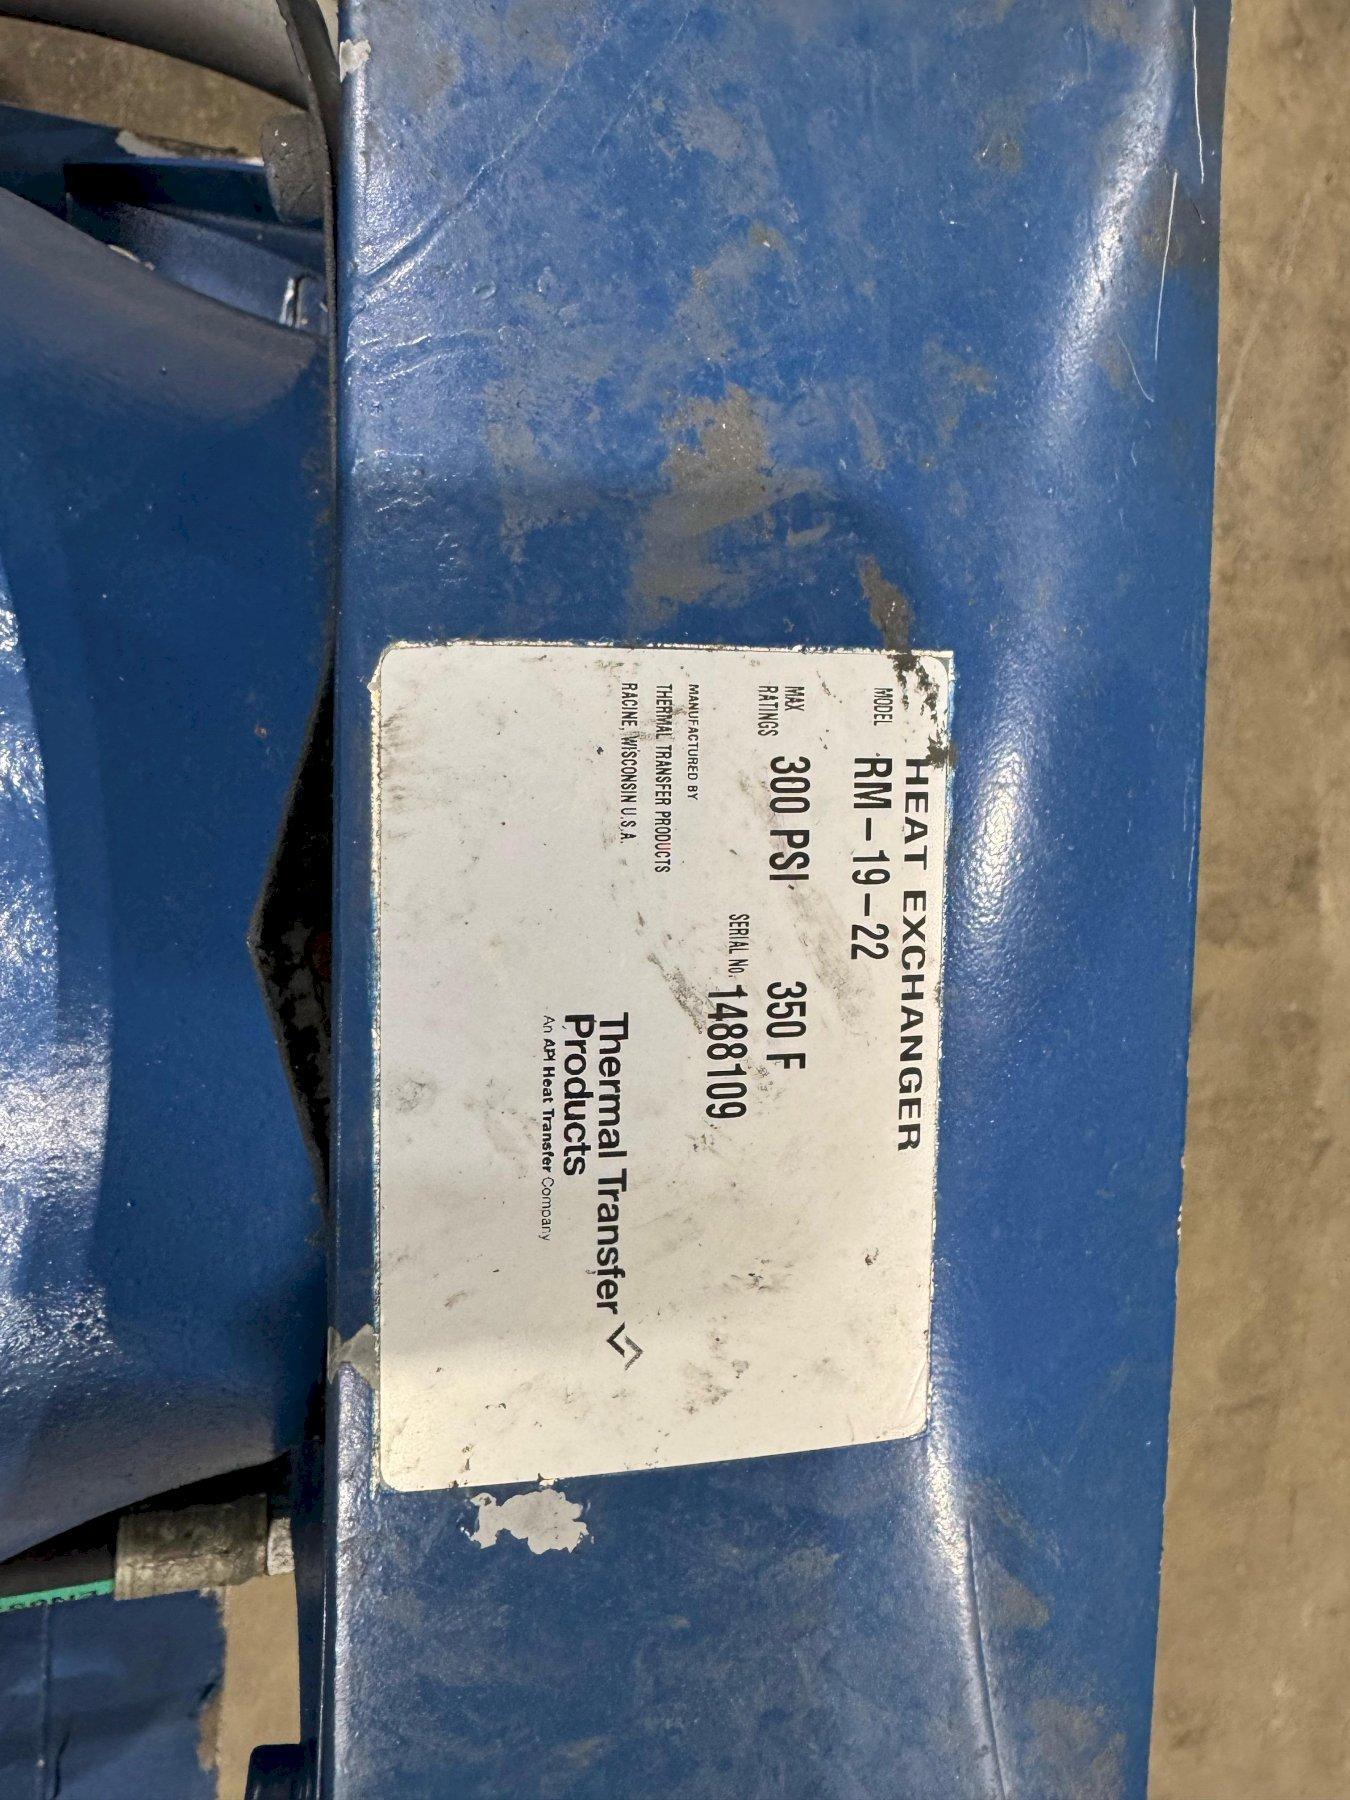 HEAT EXCHANGER
MODEL RM-19-22
MAX RATINGS 300 PSI 350 F
SERIAL No. 1488109
MANUFACTURED BY
THERMAL TRANSFER PRODUCTS
RACINE, WISCONSIN U.S.A.
Thermal Transfer
Products
An API Heat Transfer Company